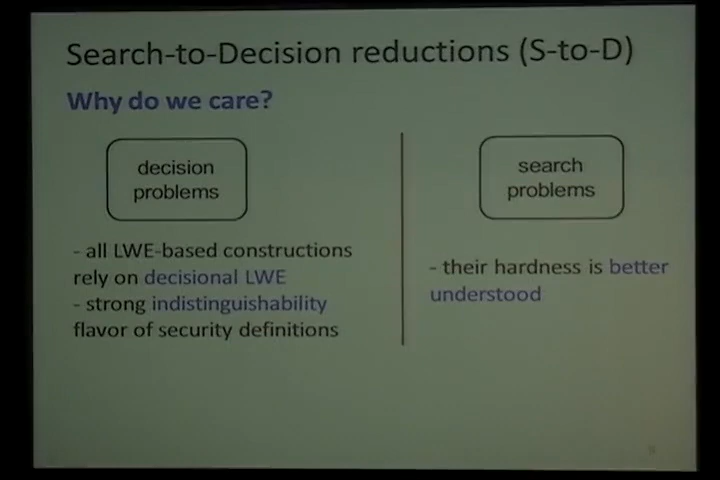 Search-to-Decision reductions (S-to-D)
Why do we care?
decision
problems
- all LWE-based constructions
rely on decisional LWE
- strong indistinguishability
flavor of security definitions
search
problems
- their hardness is better
understood